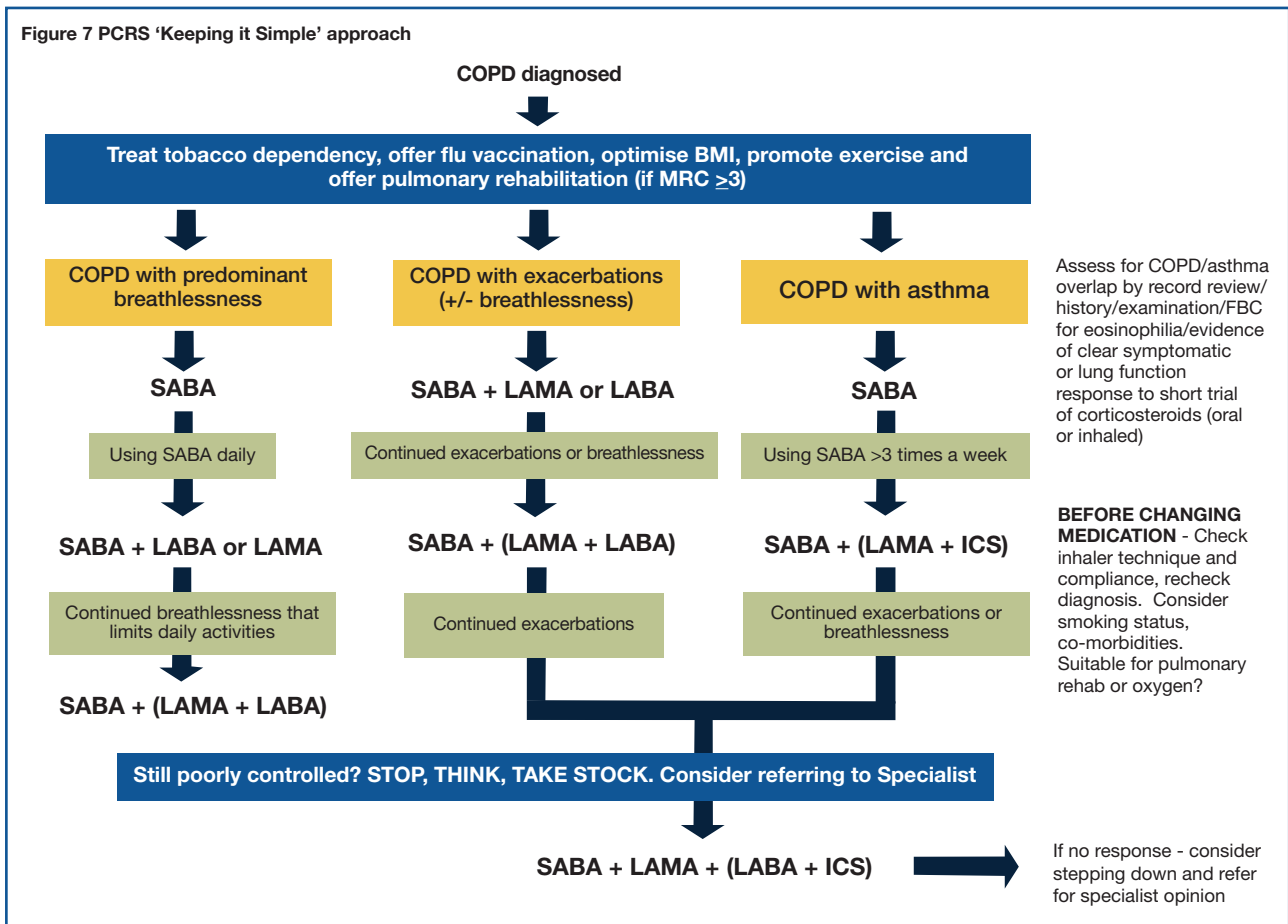 Figure 7 PCRS ‘Keeping it Simple’ approach
COPD diagnosed
Treat tobacco dependency, offer flu vaccination, optimise BMI, promote exercise and
offer pulmonary rehabilitation (if MRC ≥3)
COPD with predominant
breathlessness
SABA
Using SABA daily
SABA + LABA or LAMA
Continued breathlessness that
limits daily activities
SABA + (LAMA + LABA)
COPD with exacerbations
(+/- breathlessness)
SABA + LAMA or LABA
Continued exacerbations or breathlessness
SABA + (LAMA + LABA)
Continued exacerbations
COPD with asthma
SABA
Using SABA >3 times a week
SABA + (LAMA + ICS)
Continued exacerbations or
breathlessness
Assess for COPD/asthma
overlap by record review/
history/examination/FBC
for eosinophilia/evidence
of clear symptomatic
or lung function
response to short trial
of corticosteroids (oral
or inhaled)
BEFORE CHANGING
MEDICATION - Check
inhaler technique and
compliance, recheck
diagnosis. Consider
smoking status,
co-morbidities.
Suitable for pulmonary
rehab or oxygen?
Still poorly controlled? STOP, THINK, TAKE STOCK. Consider referring to Specialist
SABA + LAMA + (LABA + ICS)
If no response - consider
stepping down and refer
for specialist opinion